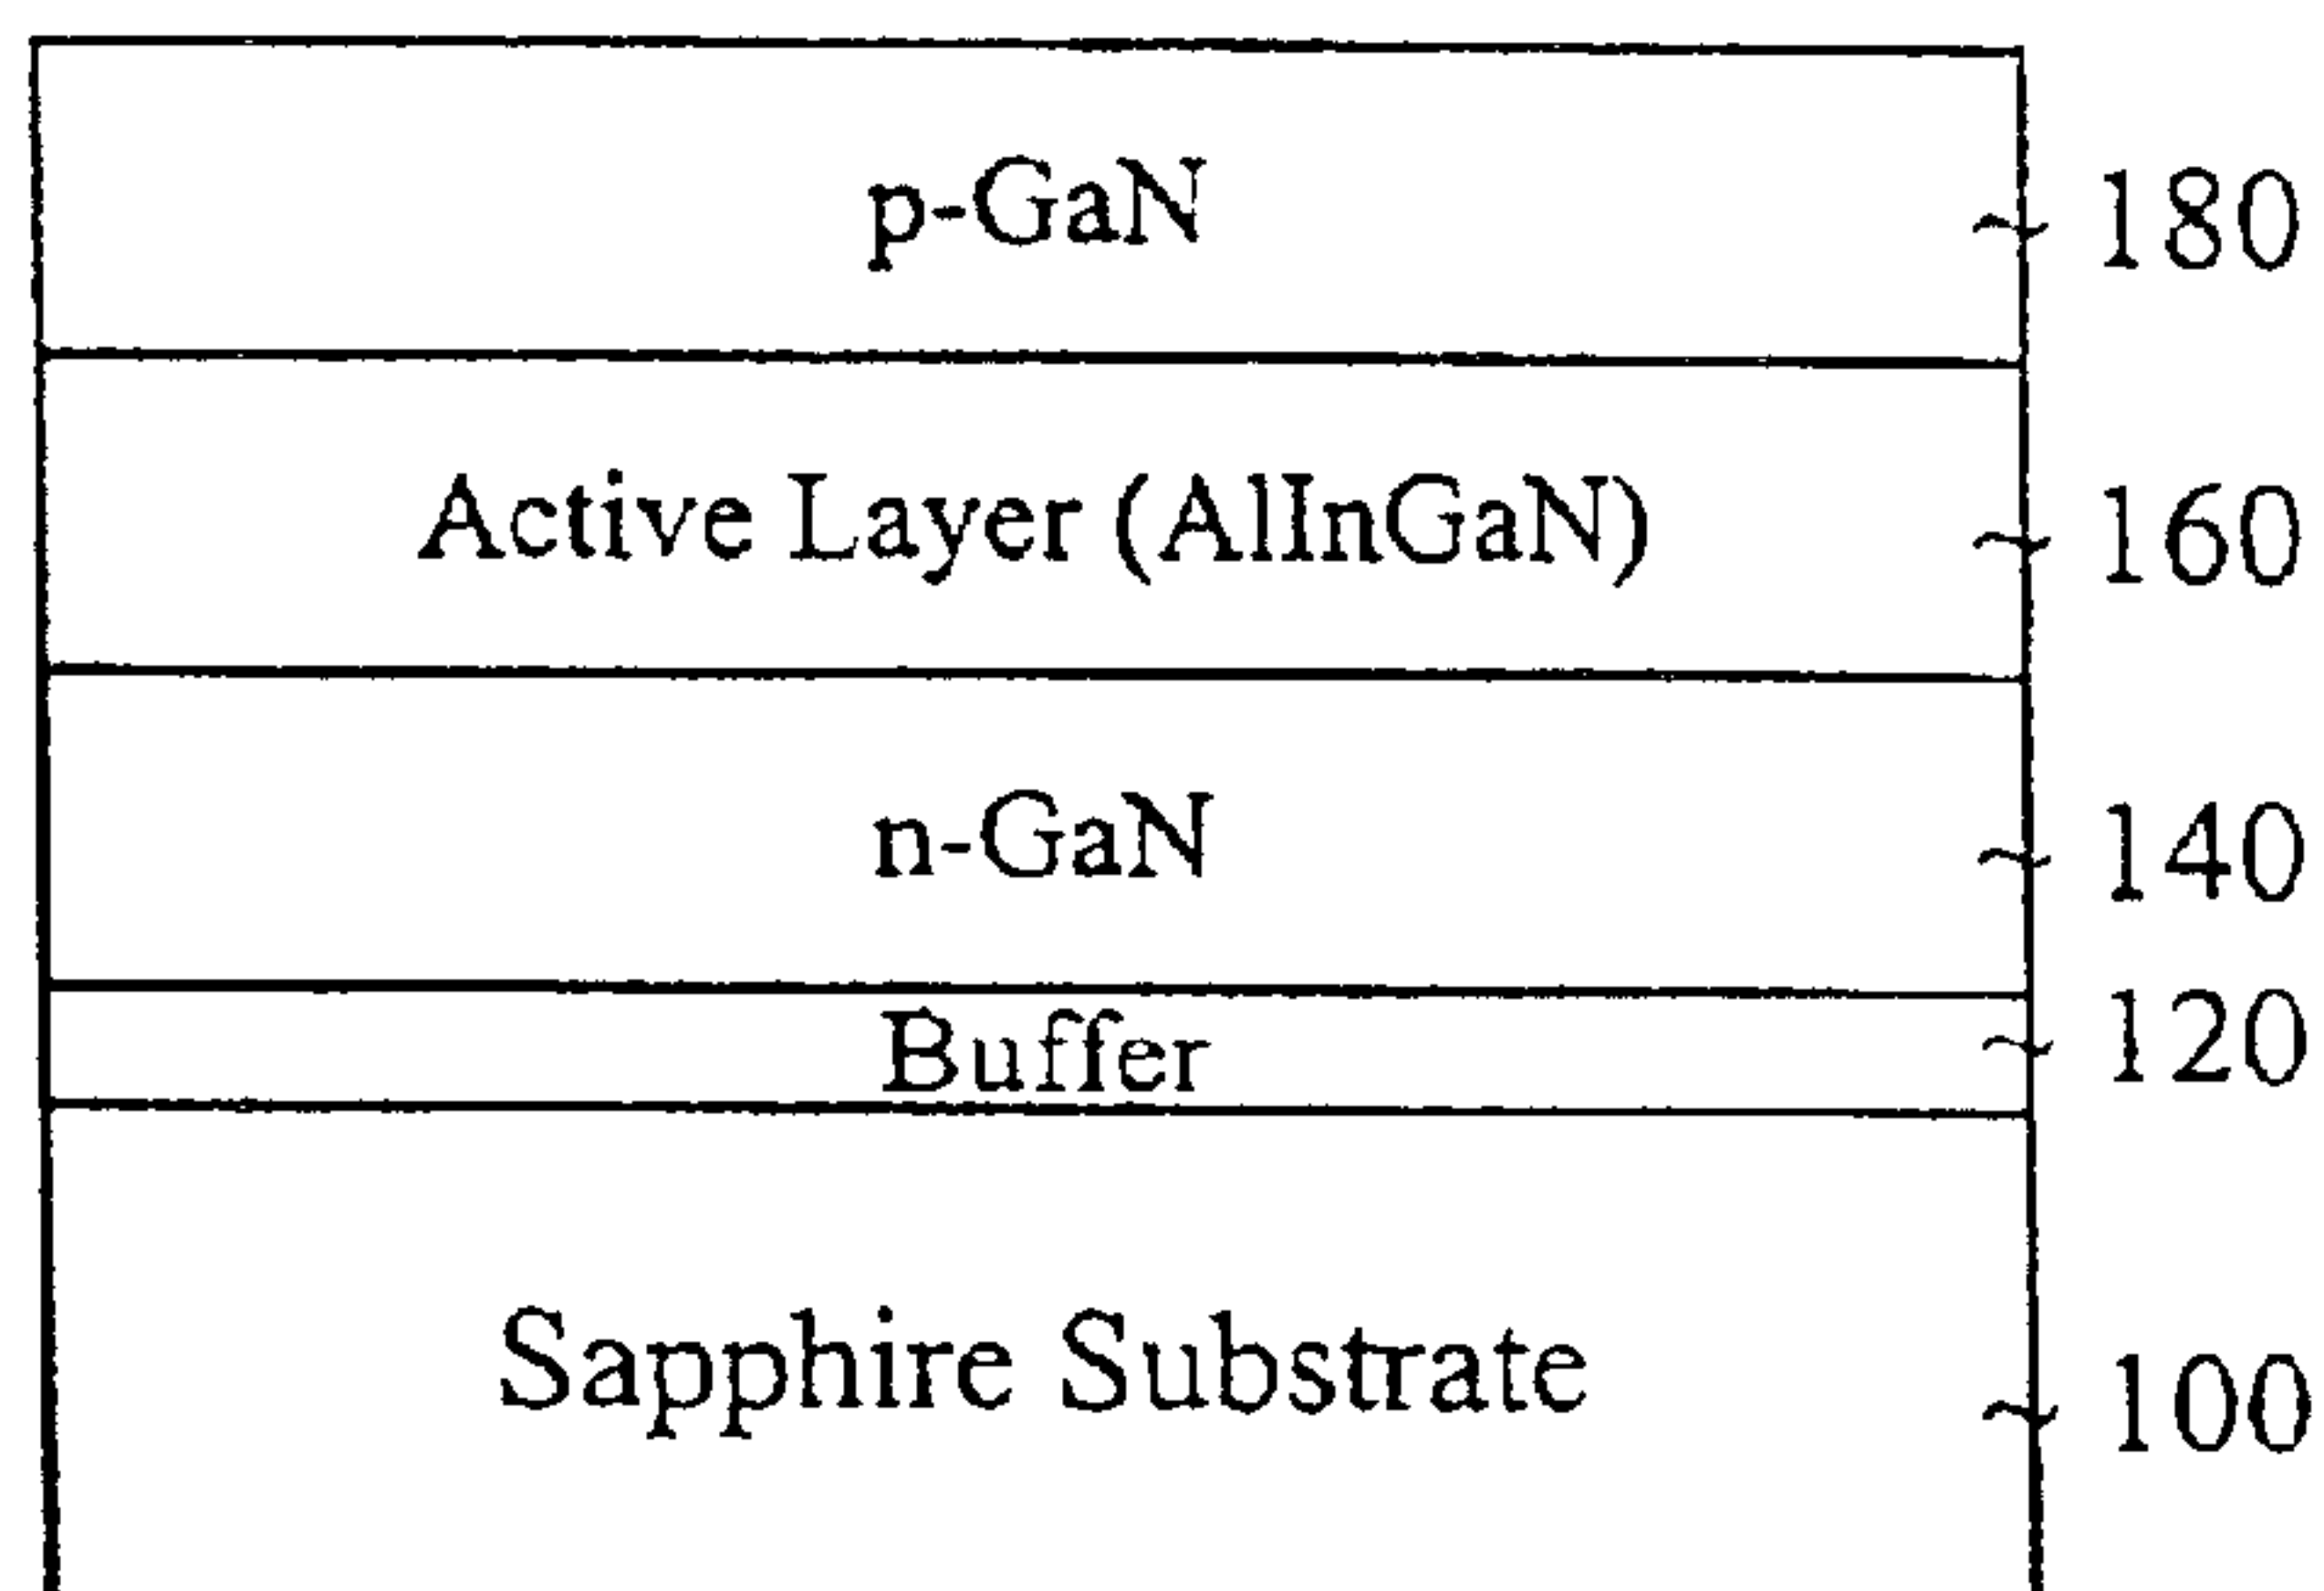 p-GaN 180
Active Layer (AlInGaN) 160
n-GaN 140
Buffer 120
Sapphire Substrate 100